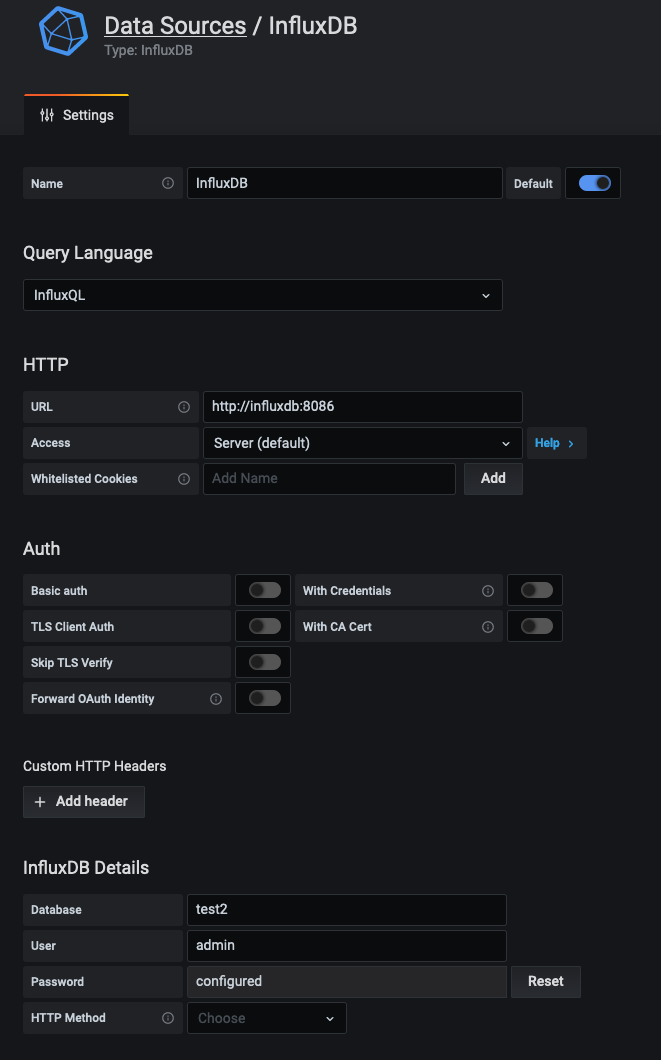 Data Sources / InfluxDB
Type: InfluxDB
Settings
Name InfluxDB Default
Query Language
InfluxQL
HTTP
URL http://influxdb:8086
Access Server (default) Help
Whitelisted Cookies Add Name Add
Auth
Basic auth With Credentials
TLS Client Auth With CA Cert
Skip TLS Verify
Forward OAuth Identity
Custom HTTP Headers
+ Add header
InfluxDB Details
Database test2
User admin
Password configured Reset
HTTP Method Choose